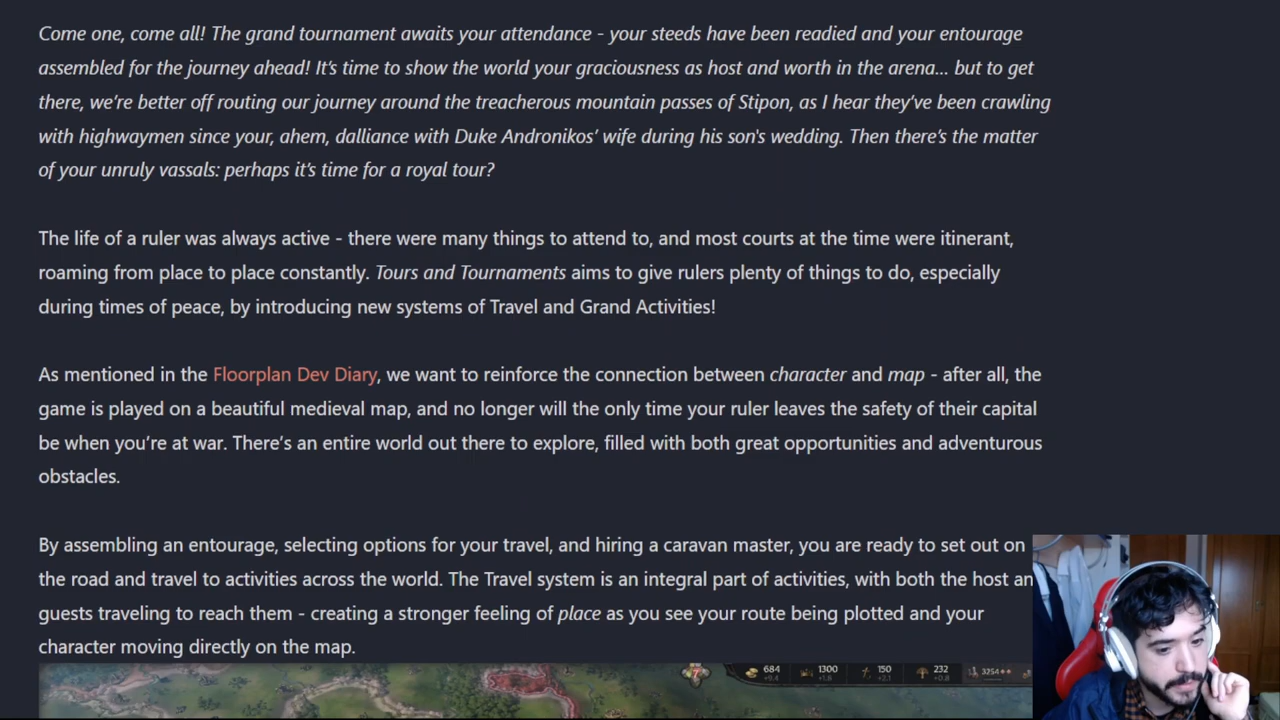 Come one, come all! The grand tournament awaits your attendance - your steeds have been readied and your entourage
assembled for the journey ahead! It's time to show the world your graciousness as host and worth in the arena... but to get
there, we're better off routing our journey around the treacherous mountain passes of Stipon, as I hear they've been crawling
with highwaymen since your, ahem, dalliance with Duke Andronikos' wife during his son's wedding. Then there's the matter
of your unruly vassals: perhaps it's time for a royal tour?
The life of a ruler was always active - there were many things to attend to, and most courts at the time were itinerant,
roaming from place to place constantly. Tours and Tournaments aims to give rulers plenty of things to do, especially
during times of peace, by introducing new systems of Travel and Grand Activities!
As mentioned in the Floorplan Dev Diary, we want to reinforce the connection between character and map - after all, the
game is played on a beautiful medieval map, and no longer will the only time your ruler leaves the safety of their capital
be when you're at war. There's an entire world out there to explore, filled with both great opportunities and adventurous
obstacles.
By assembling an entourage, selecting options for your travel, and hiring a caravan master, you are ready to set out on
the road and travel to activities across the world. The Travel system is an integral part of activities, with both the host an
guests traveling to reach them - creating a stronger feeling of place as you see your route being plotted and your
character moving directly on the map.
684 1300 150 232 3254
+9.4 +1.6 +2.1 +0.8